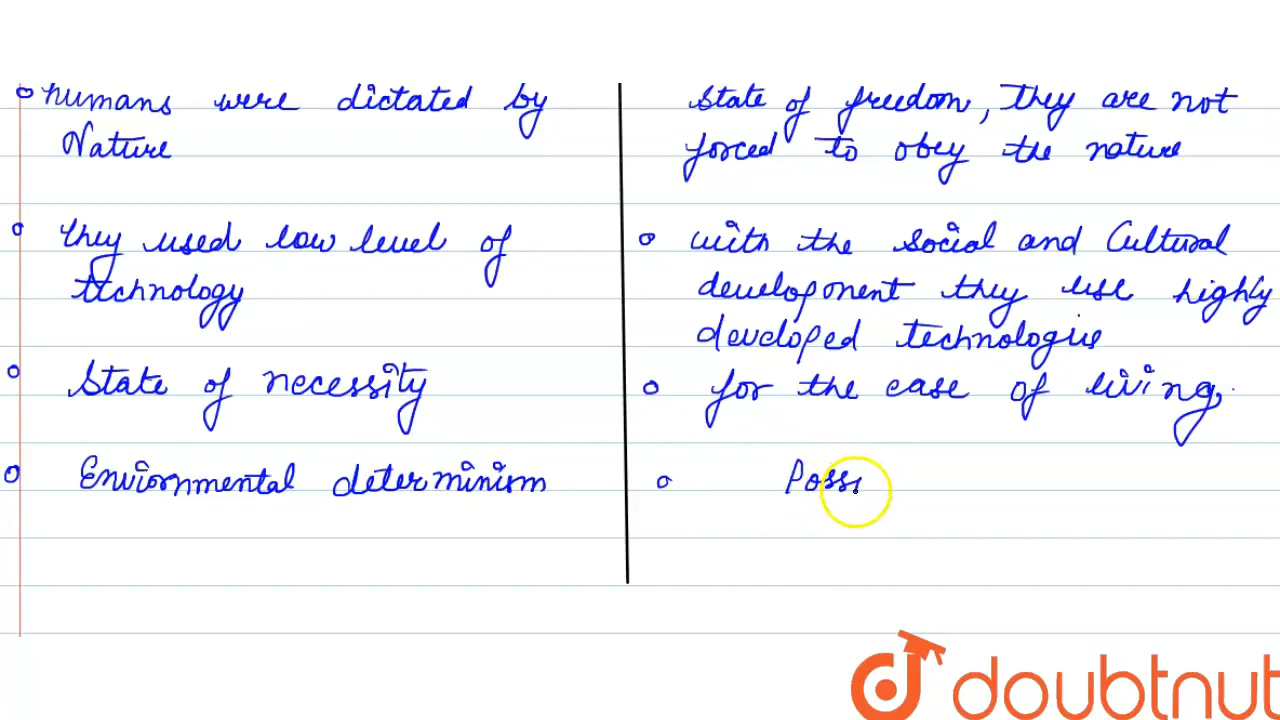 humans were dictated by
Nature
they used low level of
technology
State of necessity
Enviornmental determinism
State of freedom, They are not
forced to obey the nature
with the social and Cultural
development they use highly
developed technologies
for the ease of living,
Possi
doubtnut